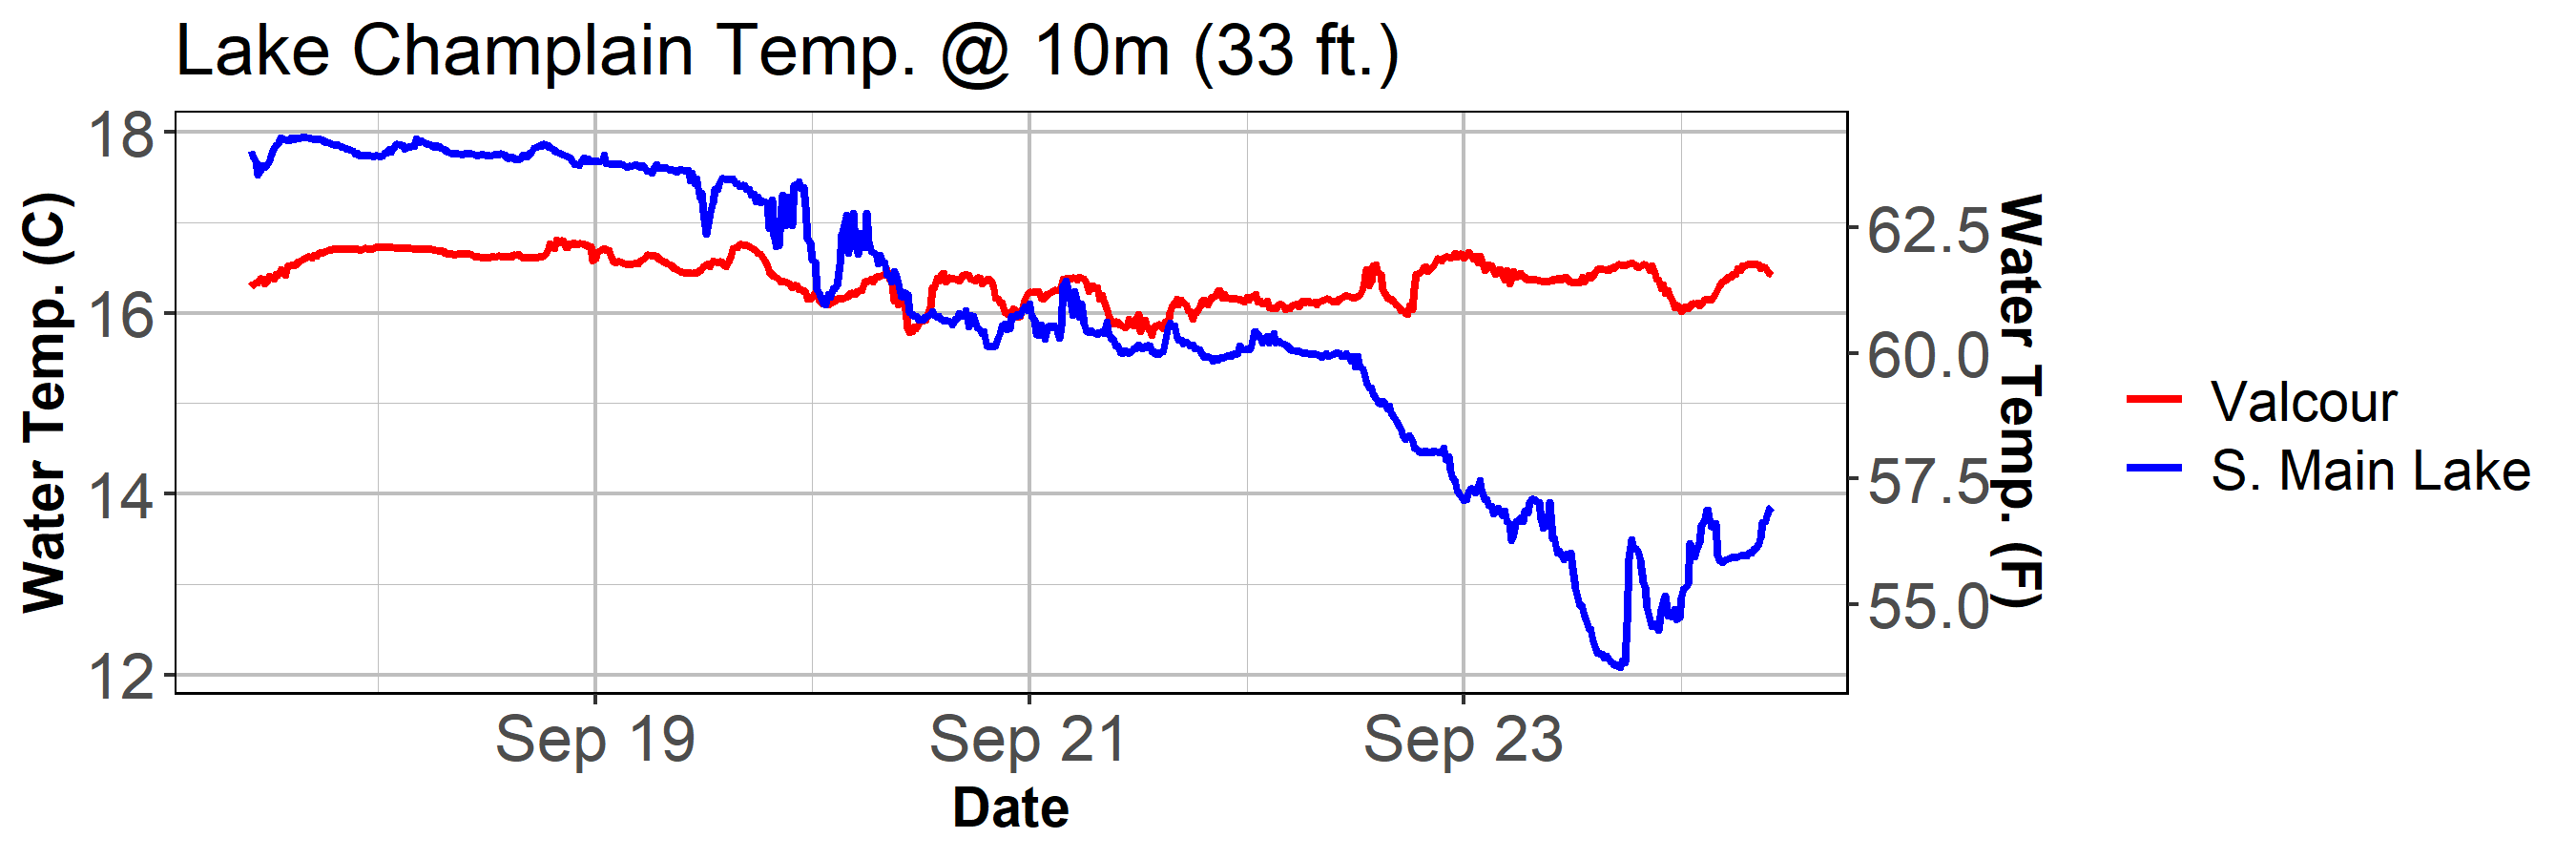 Lake Champlain Temp. @ 10m (33 ft.)
Water Temp. (C)
18
16
14
12
62.5
60.0
57.5
55.0
Water Temp. (F)
Sep 19
Sep 21
Sep 23
Date
Valcour
S. Main Lake